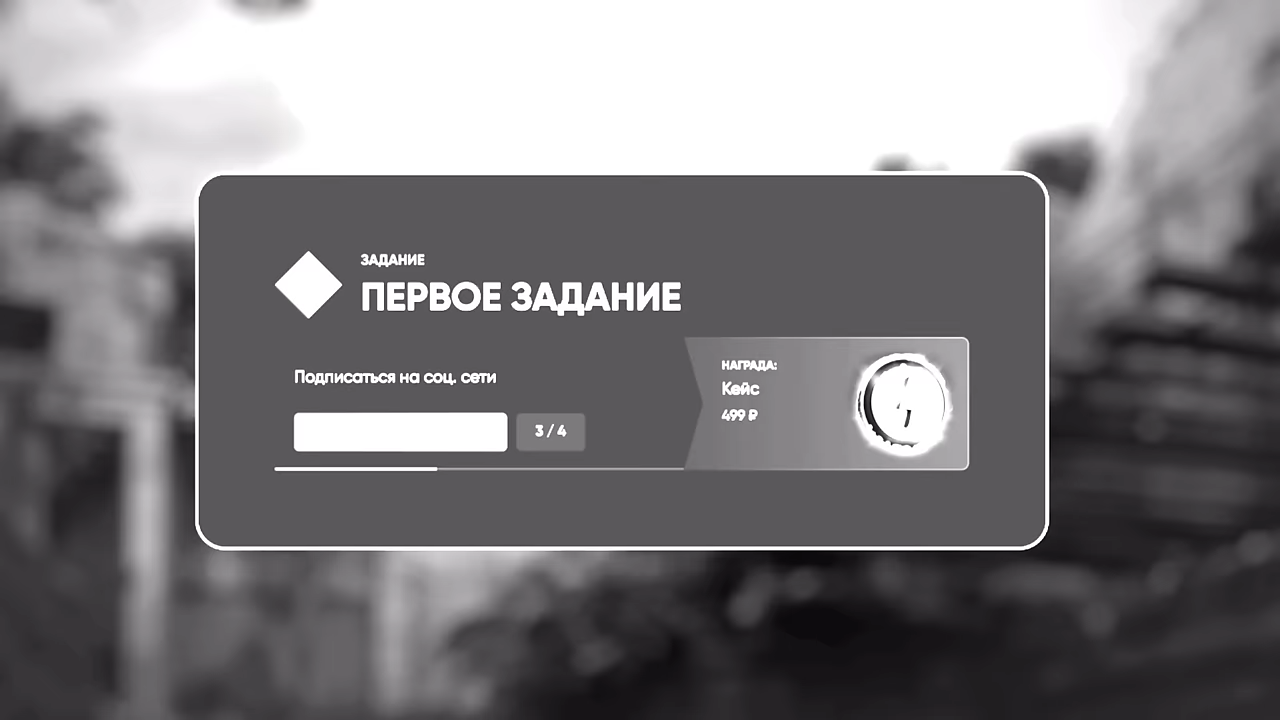 ЗАДАНИЕ
ПЕРВОЕ ЗАДАНИЕ
Подписаться на соц. сети
3 / 4
НАГРАДА:
Кейс
499 ₽